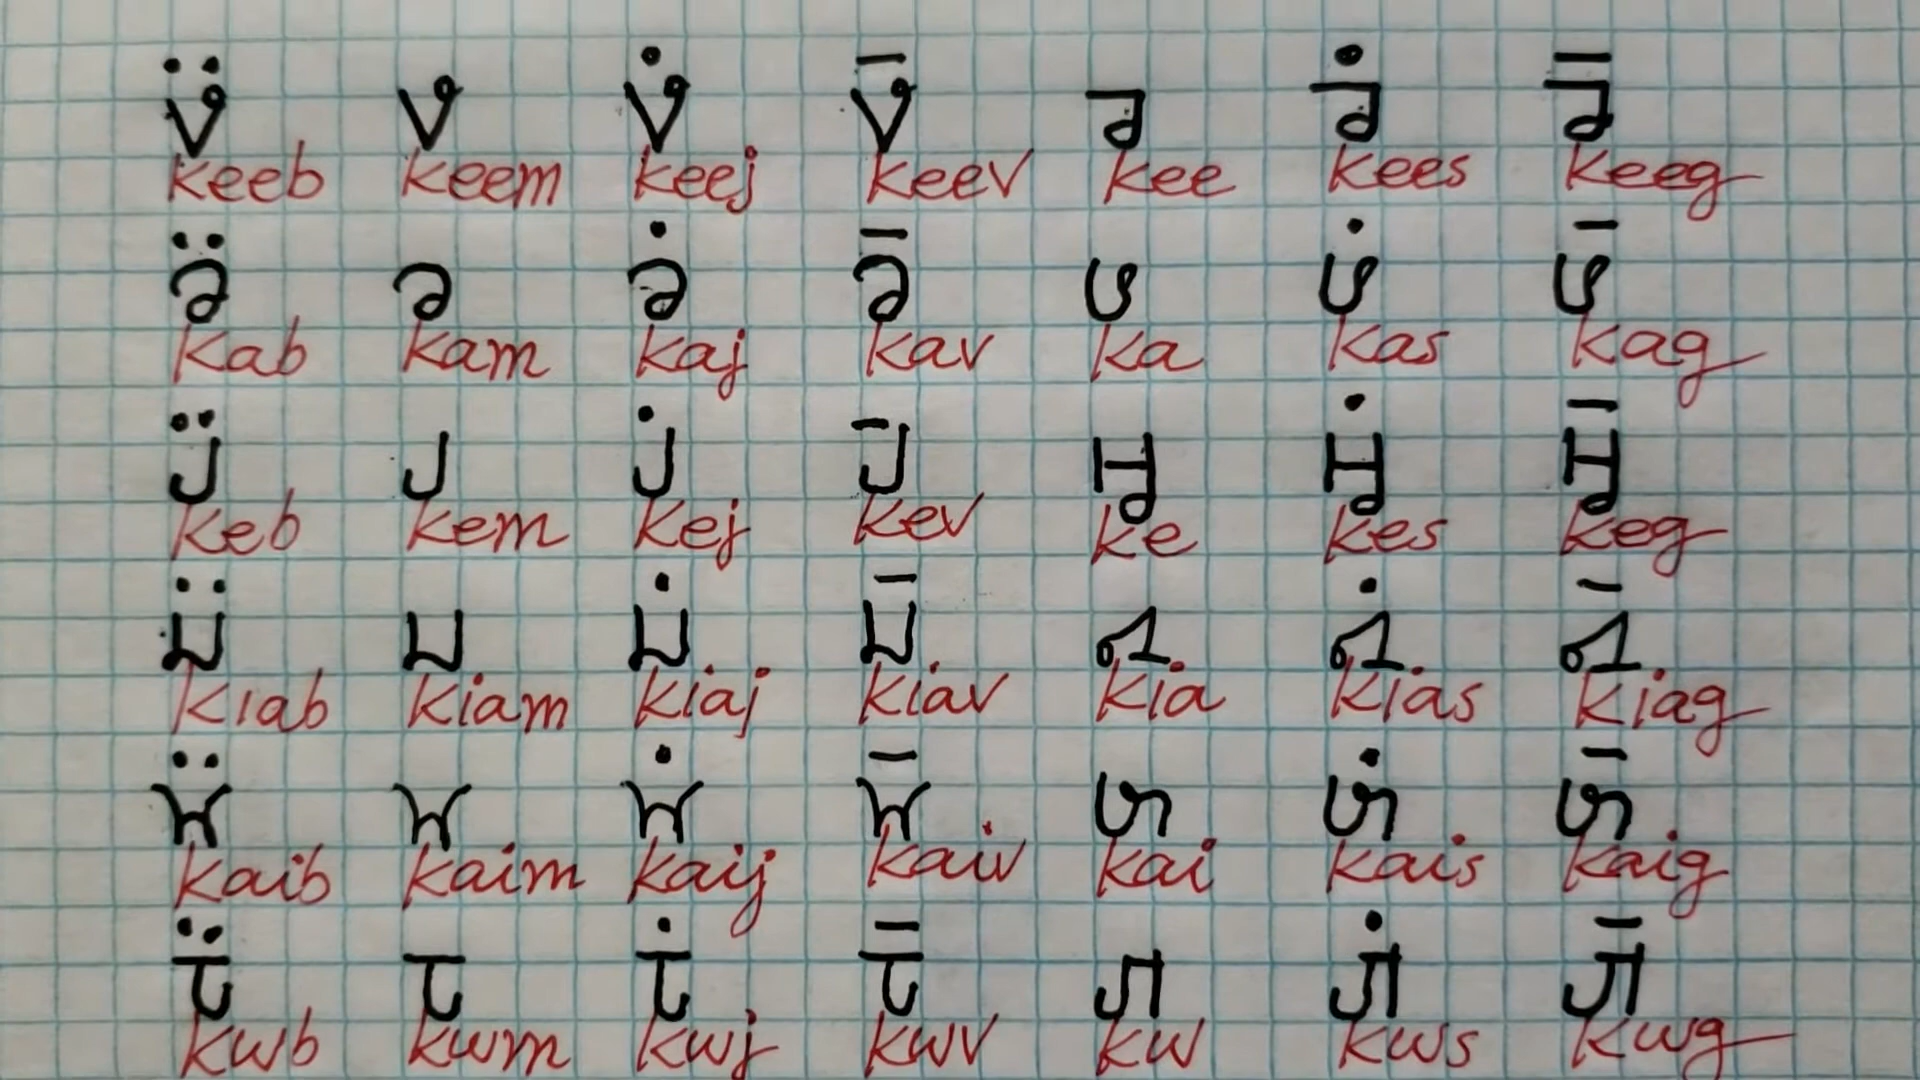 𖬀𖬲 𖬀 𖬀𖬰 𖬀𖬱 𖬁 𖬁𖬰 𖬁𖬱
keeb keem keej keev kee kees keeg
𖬖𖬲 𖬖 𖬖𖬰 𖬖𖬱 𖬗 𖬗𖬰 𖬗𖬱
kab kam kaj kav ka kas kag
𖬈𖬲 𖬈 𖬈𖬰 𖬈𖬱 𖬉 𖬉𖬰 𖬉𖬱
keb kem kej kev ke kes keg
𖬔𖬲 𖬔 𖬔𖬰 𖬔𖬱 𖬕 𖬕𖬰 𖬕𖬱
kiab kiam kiaj kiav kia kias kiag
𖬊𖬲 𖬊 𖬊𖬰 𖬊𖬱 𖬋 𖬋𖬰 𖬋𖬱
kaib kaim kaij kaiv kai kais kaig
𖬘𖬲 𖬘 𖬘𖬰 𖬘𖬱 𖬙 𖬙𖬰 𖬙𖬱
kwb kwm kwj kwv kw kws kwg